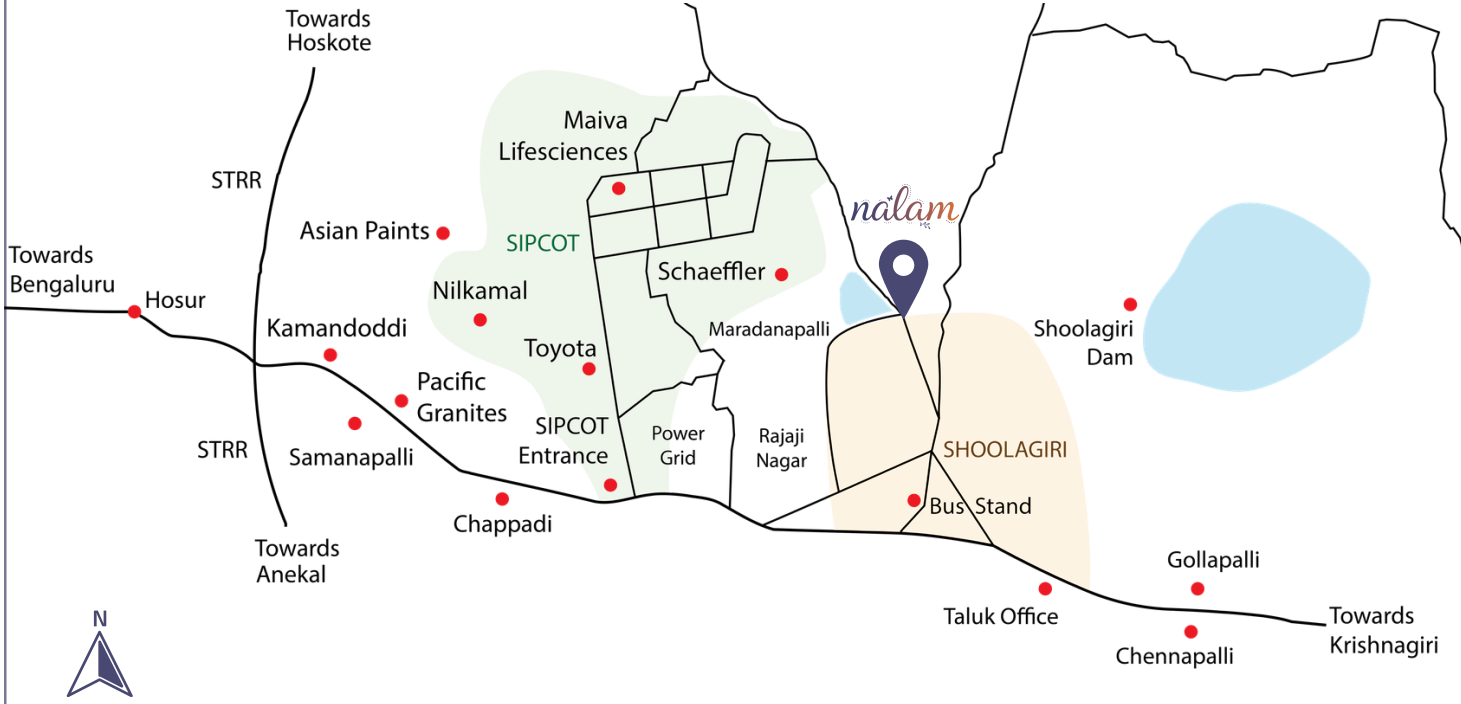 Towards
Hoskote
Maiva
Lifesciences
STRR
nalam
Asian Paints
SIPCOT
Towards
Bengaluru
Hosur
Schaeffler
Nilkamal
Kamandoddi
Maradanapalli
Shoolagiri
Dam
Toyota
Pacific
Granites
SIPCOT
Entrance
Power
Grid
Rajaji
Nagar
STRR
Samanapalli
SHOOLAGIRI
Bus Stand
Chappadi
Towards
Anekal
Gollapalli
Taluk Office
Towards
Krishnagiri
Chennapalli
N